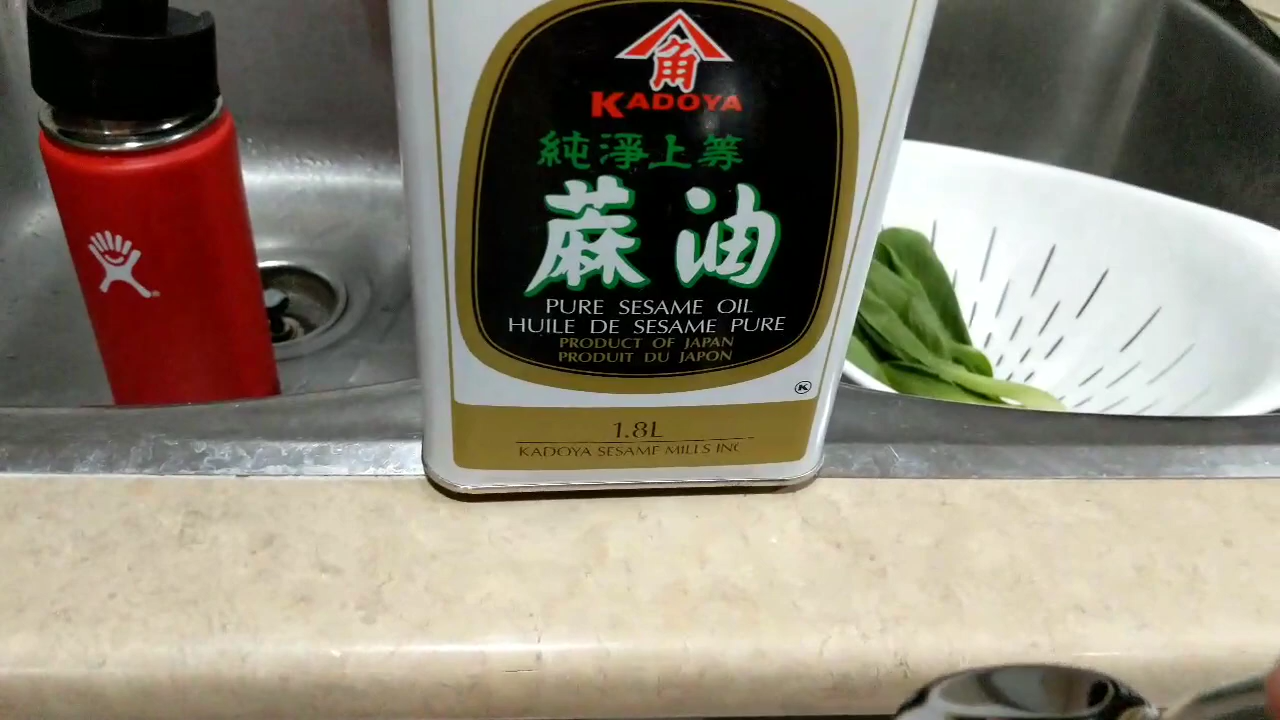 角
KADOYA
純淨上等
蔴油
PURE SESAME OIL
HUILE DE SESAME PURE
PRODUCT OF JAPAN
PRODUIT DU JAPON
K
1.8L
KADOYA SESAME MILLS INC